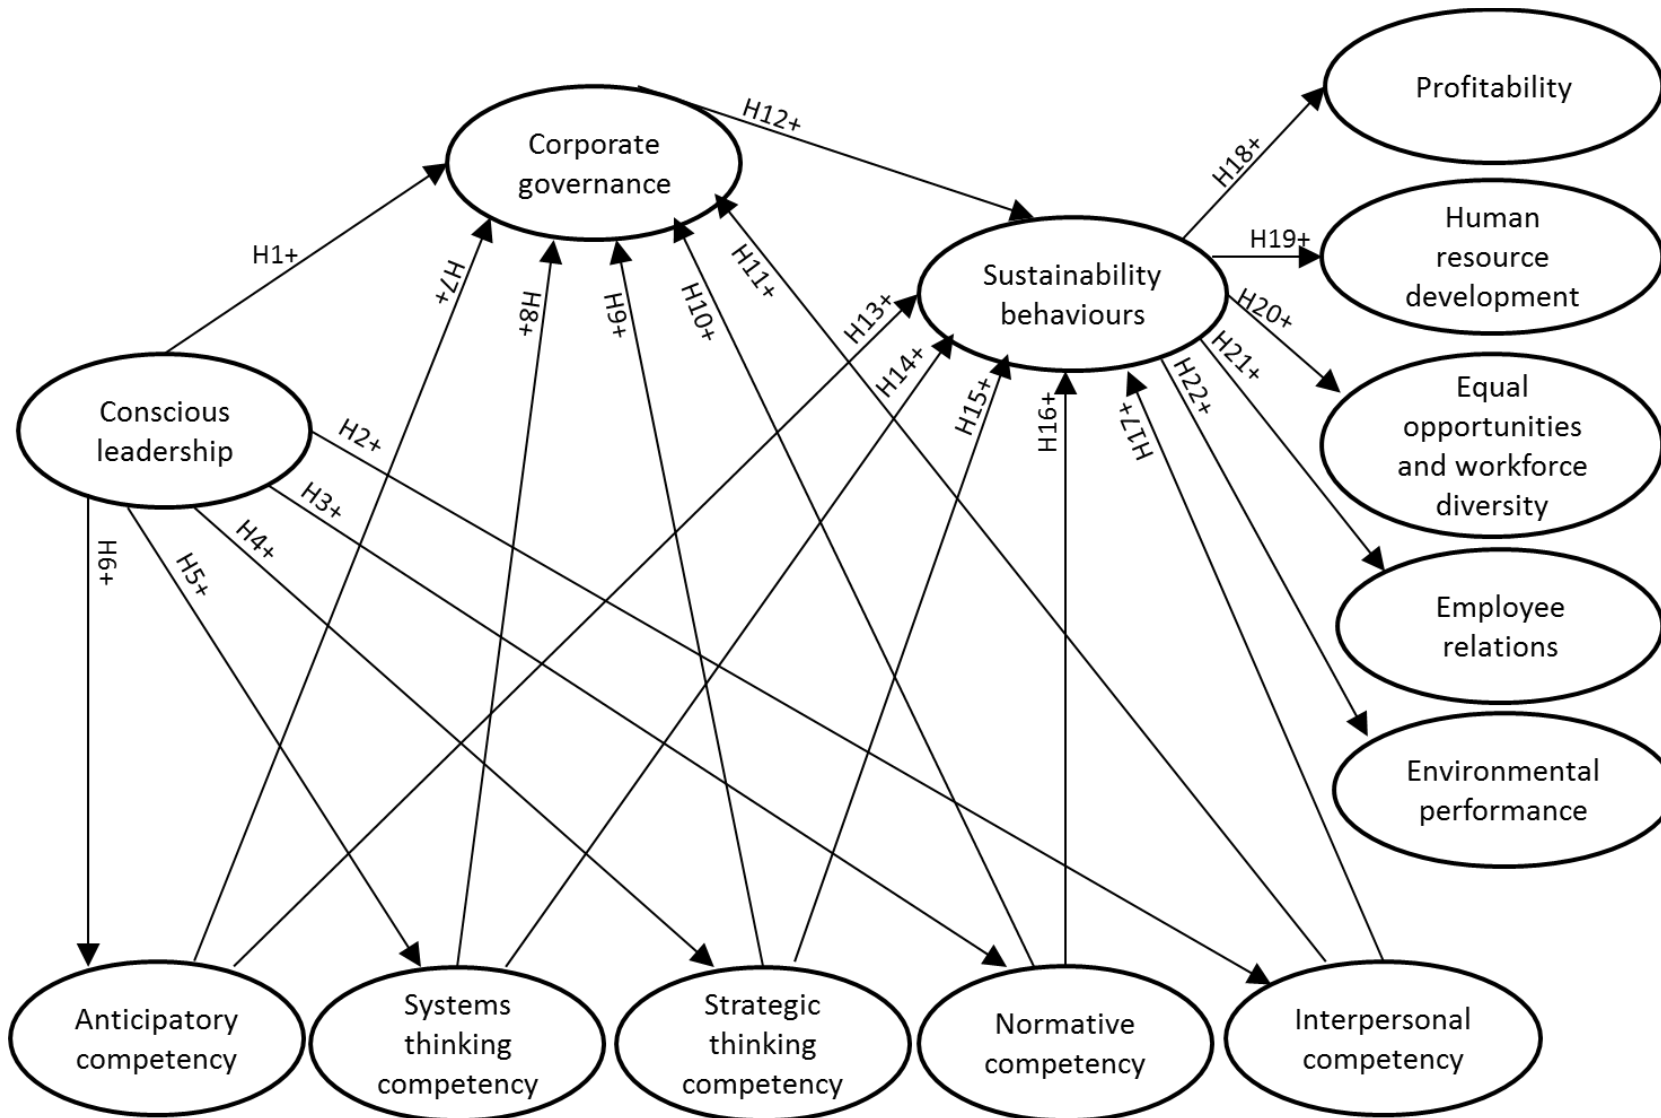 Profitability
Corporate
governance
H12+
H18+
Human
resource
development
H19+
H1+
H7+
H8+
H9+
H10+
H11+
H13+
Sustainability
behaviours
H20+
H14+
H21+
H15+
H16+
H17+
H22+
Equal
opportunities
and workforce
diversity
Conscious
leadership
H2+
H3+
H4+
H5+
H6+
Employee
relations
Environmental
performance
Anticipatory
competency
Systems
thinking
competency
Strategic
thinking
competency
Normative
competency
Interpersonal
competency